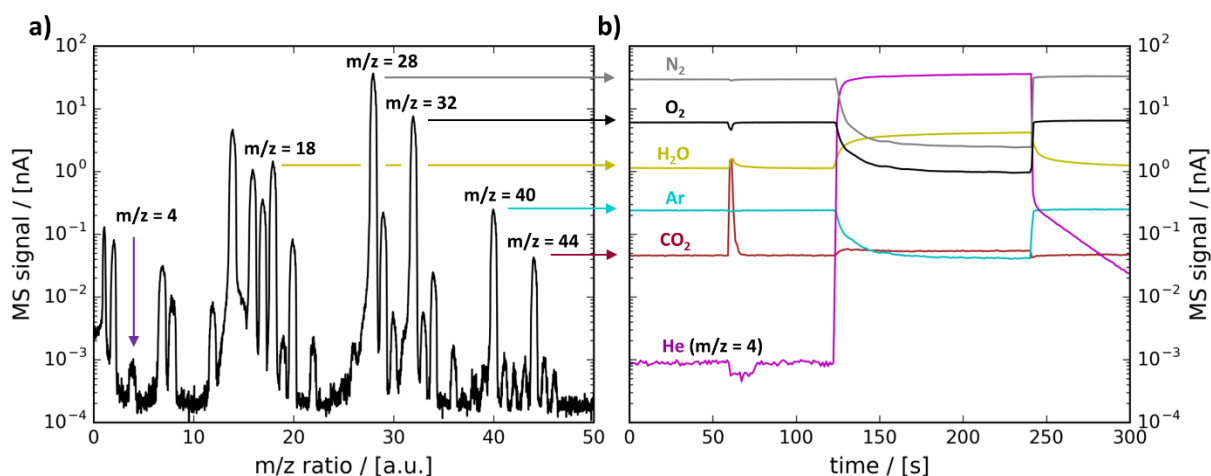 a)
MS signal / [nA]
10²
10¹
10⁰
10⁻¹
10⁻²
10⁻³
10⁻⁴
m/z = 28
m/z = 32
m/z = 18
m/z = 4
m/z = 40
m/z = 44
0 10 20 30 40 50
m/z ratio / [a.u.]
b)
N₂
O₂
H₂O
Ar
CO₂
He (m/z = 4)
0 50 100 150 200 250 300
time / [s]
10²
10¹
10⁰
10⁻¹
10⁻²
10⁻³
10⁻⁴
MS signal / [nA]